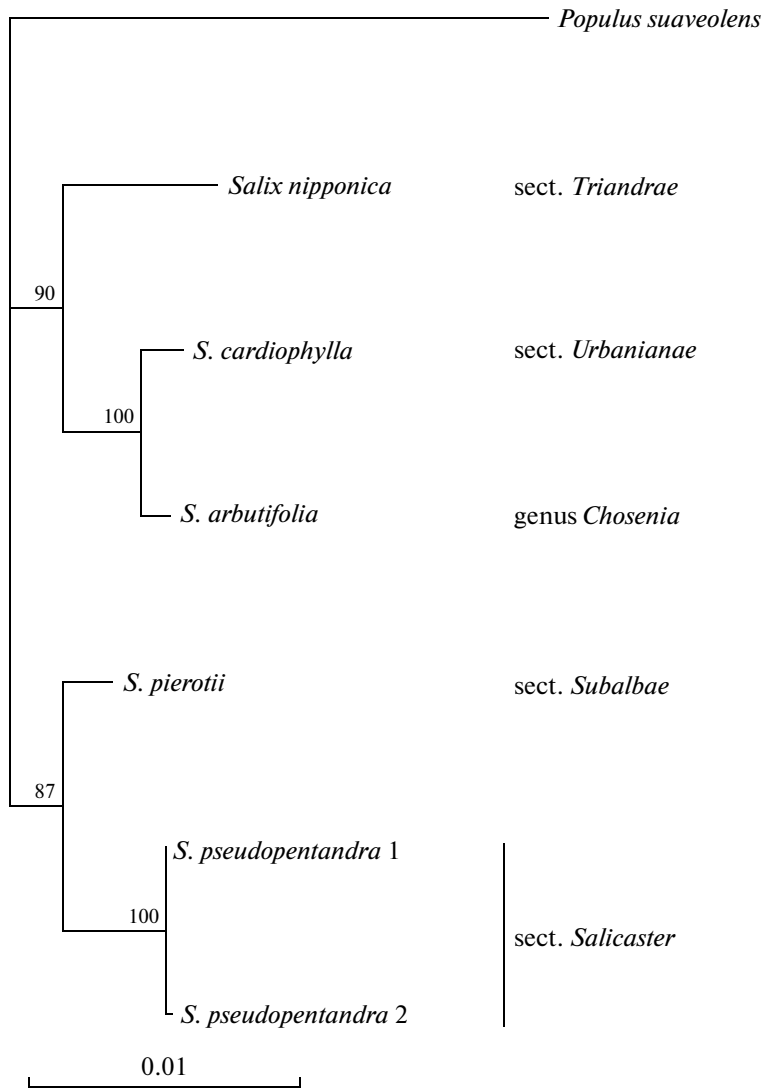 Populus suaveolens
Salix nipponica sect. Triandrae
90
S. cardiophylla sect. Urbanianae
100
S. arbutifolia genus Chosenia
S. pierotii sect. Subalbae
87
S. pseudopentandra 1
100
sect. Salicaster
S. pseudopentandra 2
0.01